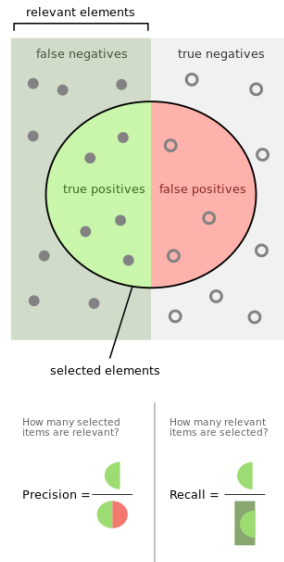 relevant elements
false negatives
true negatives
true positives
false positives
selected elements
How many selected
items are relevant?
How many relevant
items are selected?
Precision =
Recall =